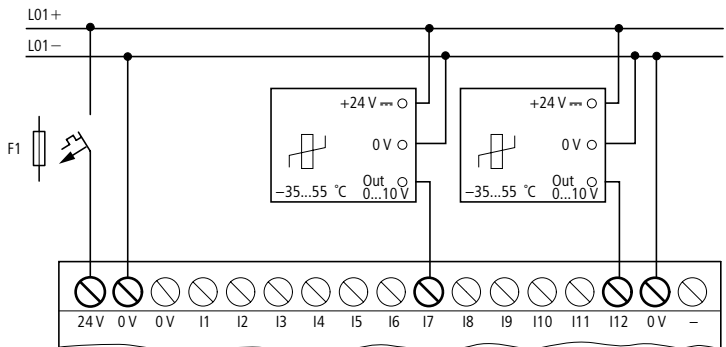 L01+
L01−
+24 V ⎓
+24 V ⎓
F1
0 V
0 V
Out
Out
−35...55 °C
0...10 V
−35...55 °C
0...10 V
24 V 0 V 0 V I1 I2 I3 I4 I5 I6 I7 I8 I9 I10 I11 I12 0 V –